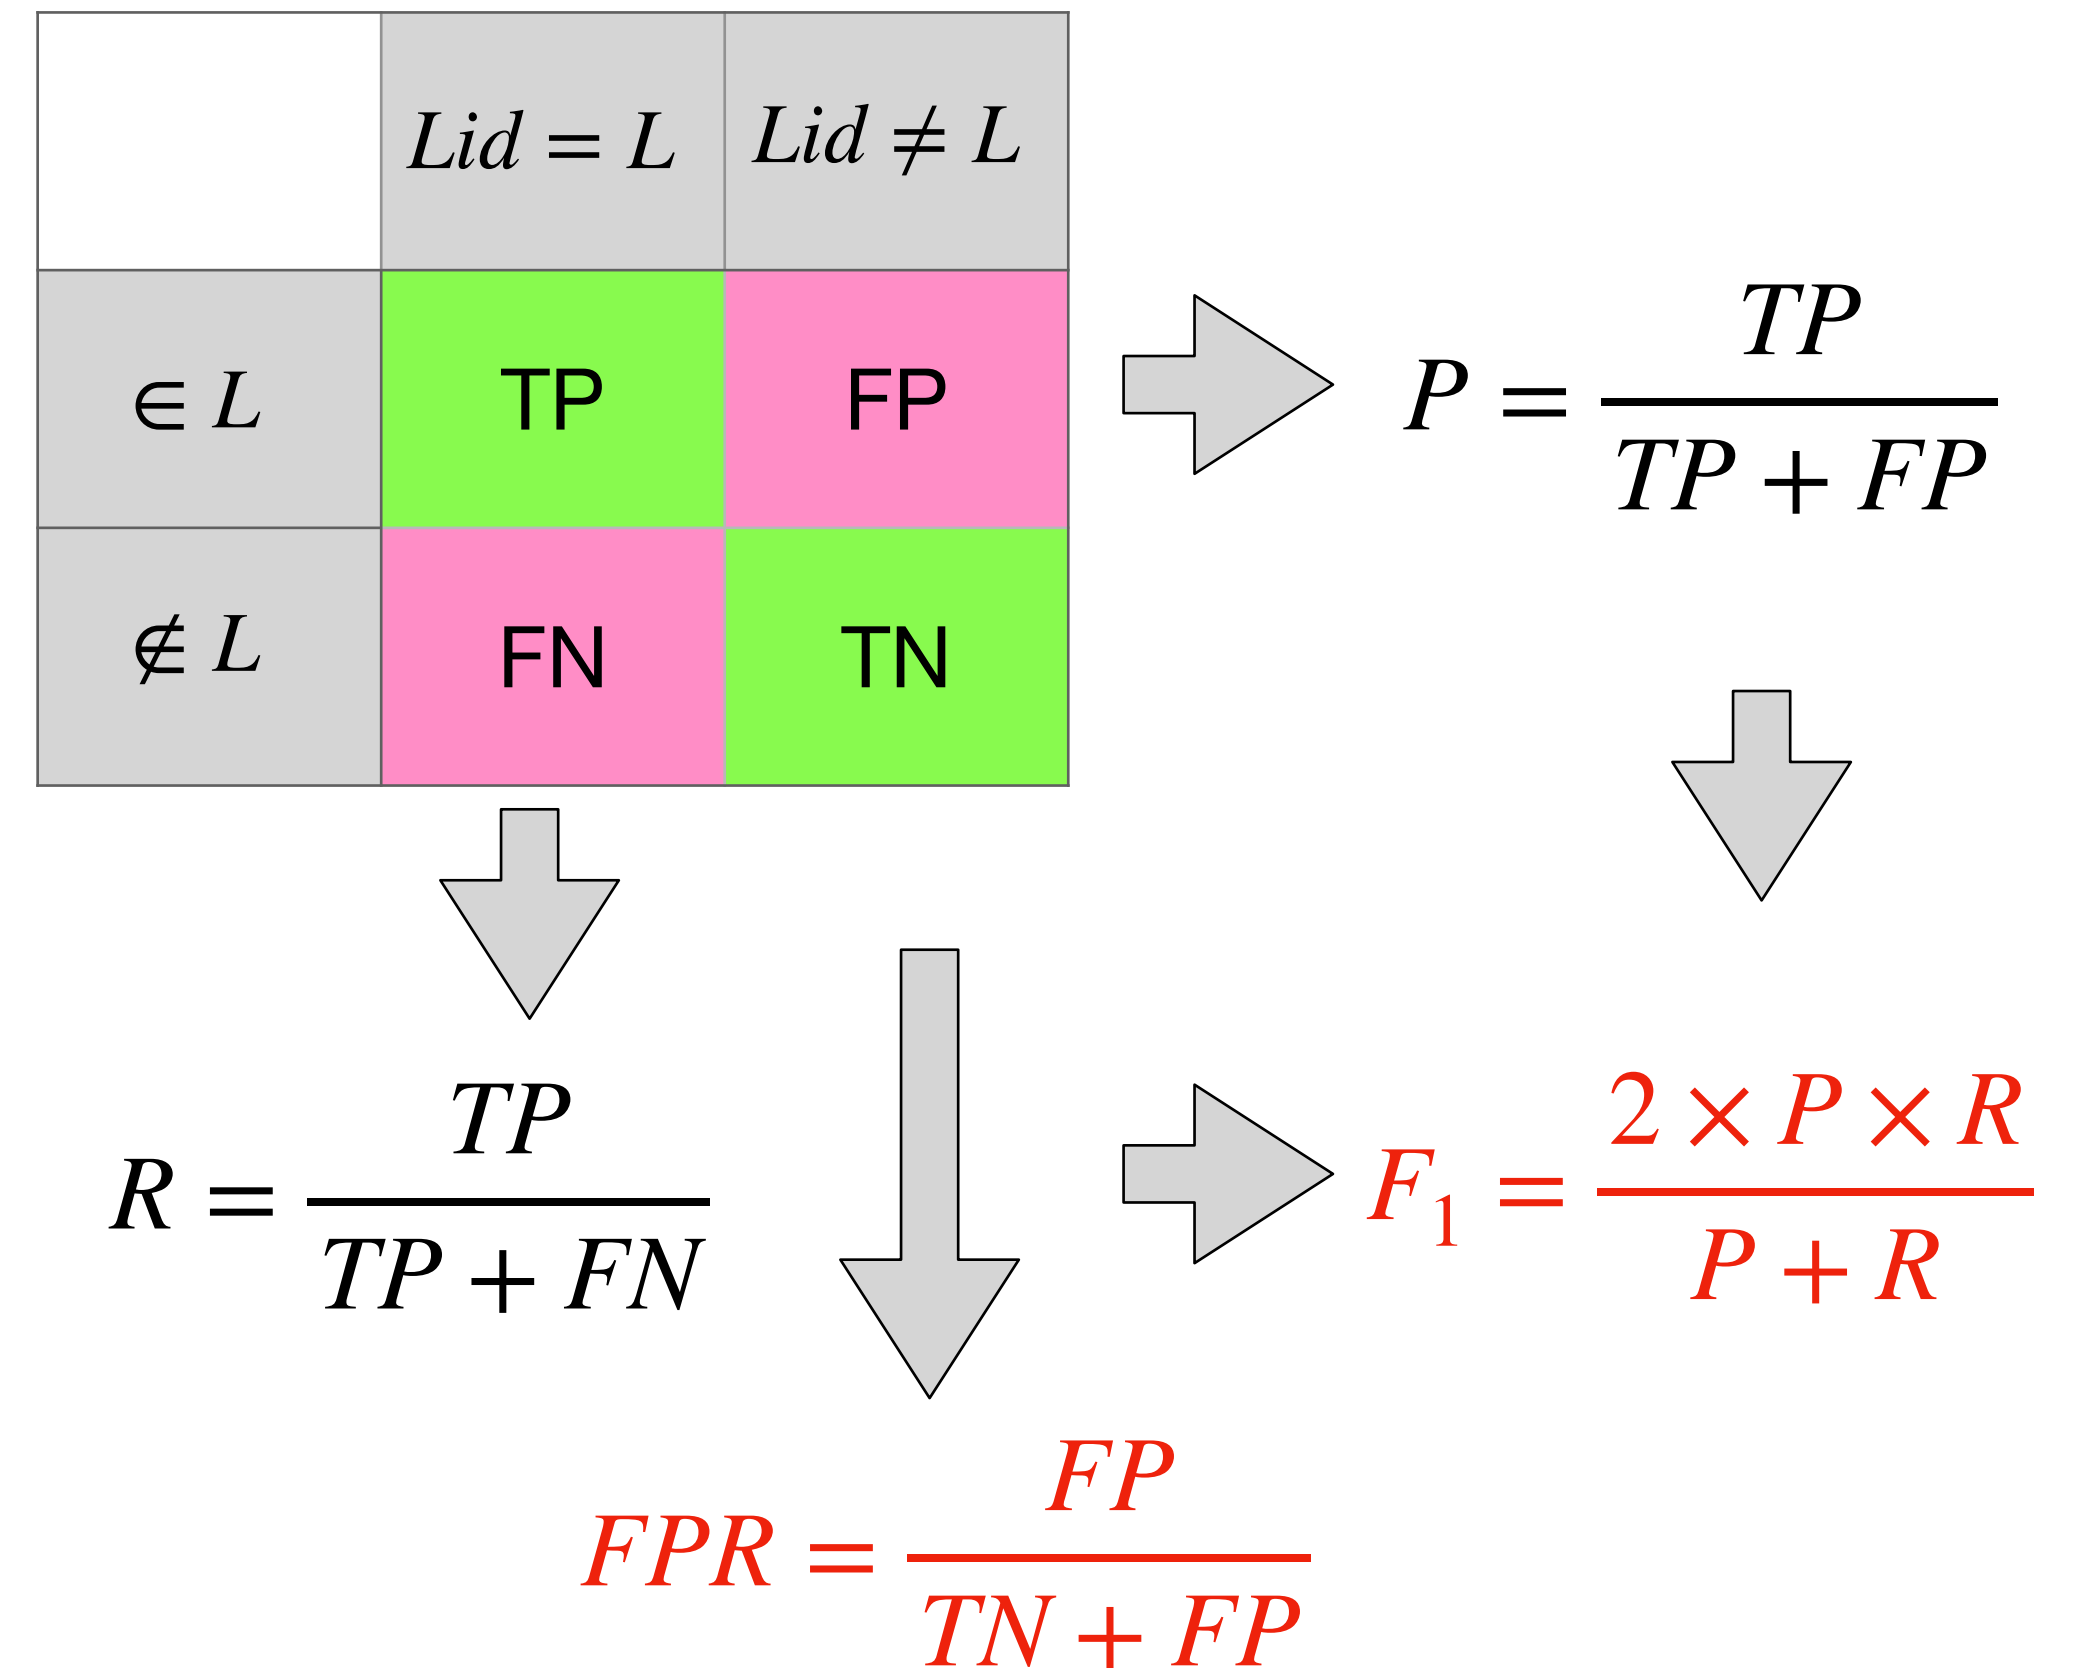 Lid = L Lid ≠ L
∈ L TP FP
∉ L FN TN
P = TP / TP + FP
R = TP / TP + FN
F₁ = 2 × P × R / P + R
FPR = FP / TN + FP